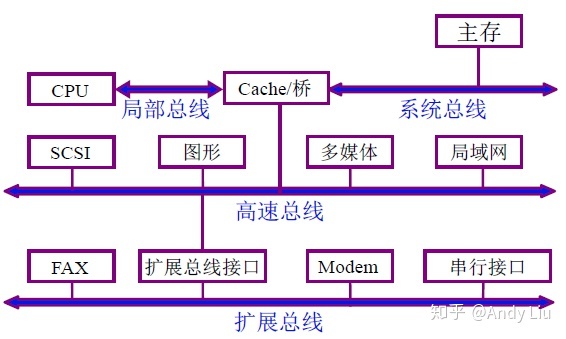 主存
CPU
Cache/桥
局部总线
系统总线
SCSI
图形
多媒体
局域网
高速总线
FAX
扩展总线接口
Modem
串行接口
扩展总线
知乎 @Andy Liu